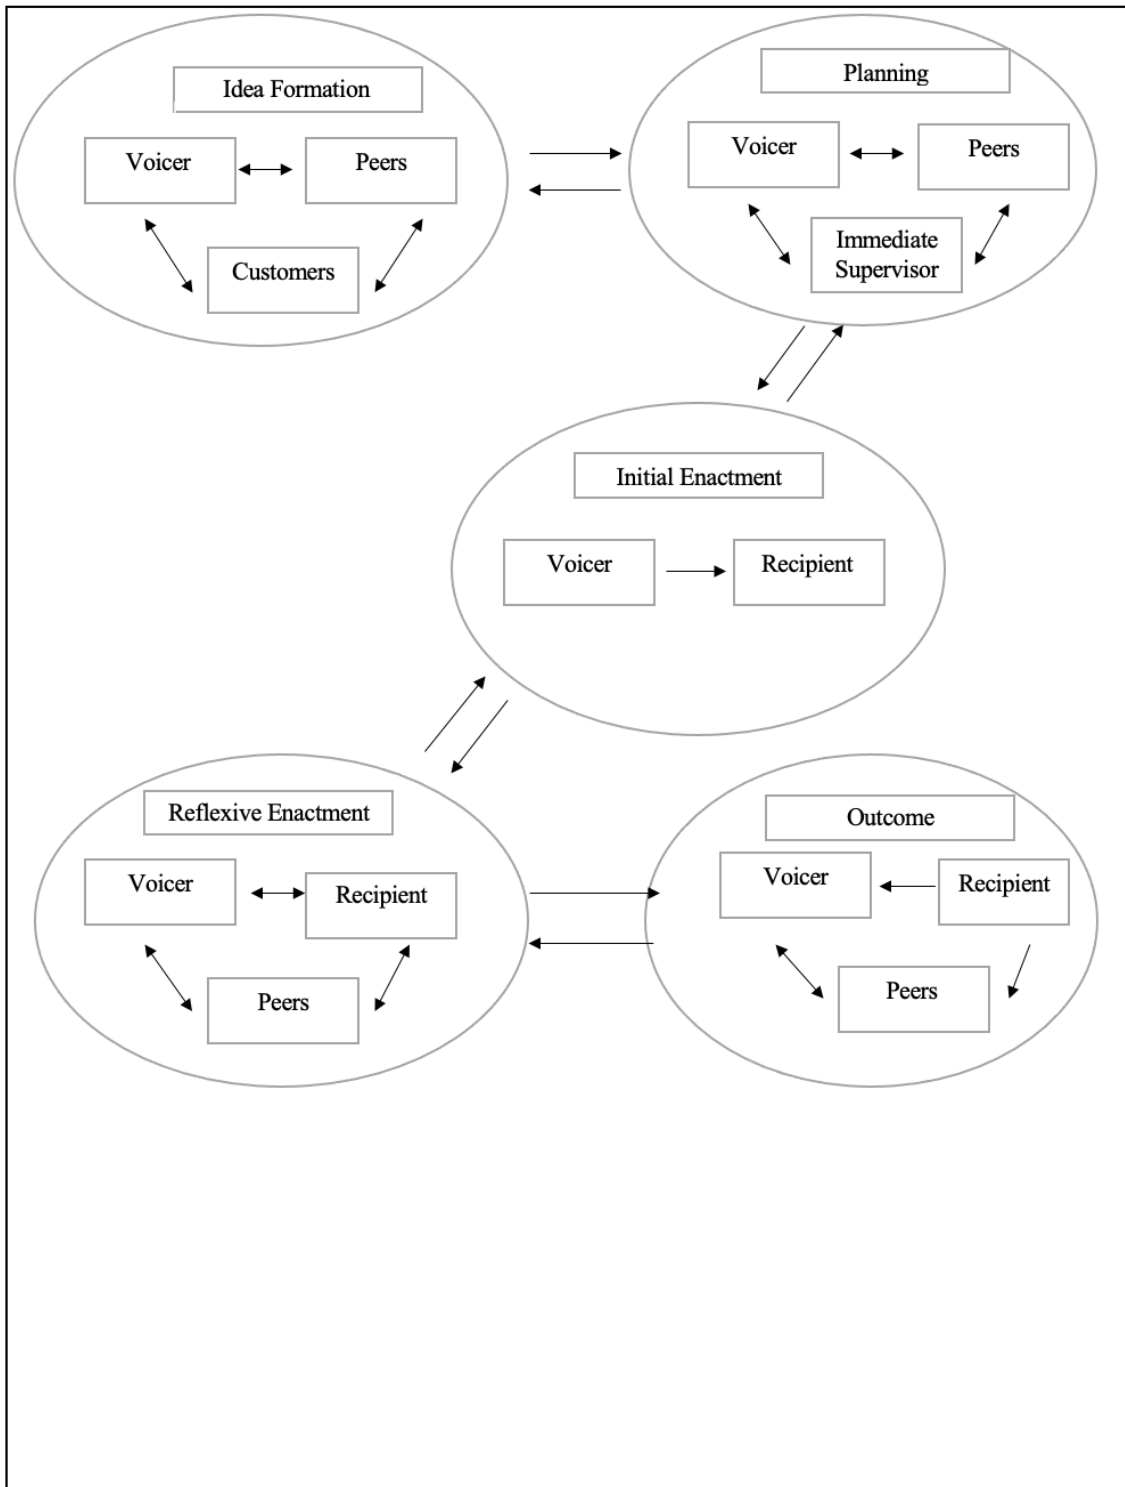 Idea Formation
Voicer
Peers
Customers
Planning
Voicer
Peers
Immediate
Supervisor
Initial Enactment
Voicer
Recipient
Reflexive Enactment
Voicer
Recipient
Peers
Outcome
Voicer
Recipient
Peers